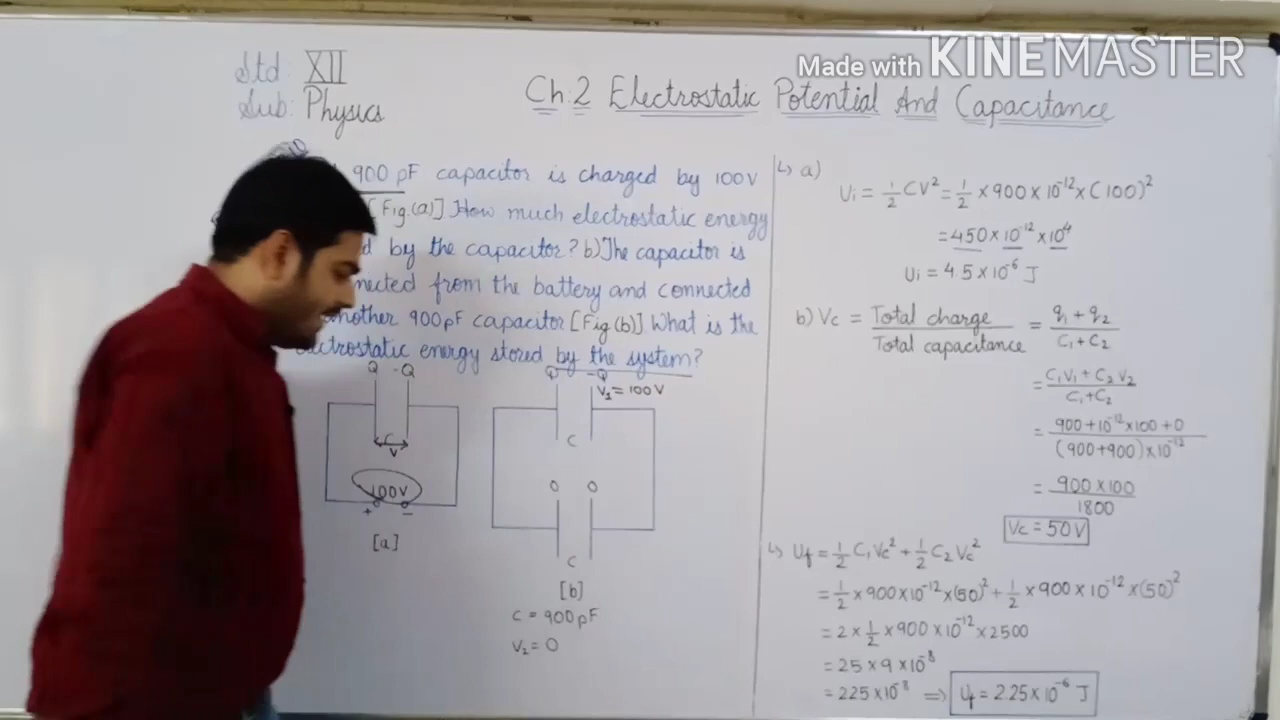 Made with KINEMASTER
Std: XII
Sub: Physics
Ch:2 Electrostatic Potential And Capacitance
900 pF capacitor is charged by 100V
[Fig.(a)]. How much electrostatic energy
by the capacitor? b) The capacitor is
from the battery and connected
another 900pF capacitor [Fig(b)]. What is the
electrostatic energy stored by the system?
Q -Q
C
V
100V
+ −
[a]
Q -Q
V₁ = 100V
C
0 0
C
[b]
C = 900pF
V₂ = 0
↳ a)
Ui = 1/2 CV² = 1/2 × 900 × 10⁻¹² × (100)²
= 450 × 10⁻¹² × 10⁴
Ui = 4.5 × 10⁻⁶ J
b) Vc = Total charge / Total capacitance = q₁ + q₂ / C₁ + C₂
= C₁V₁ + C₂V₂ / C₁ + C₂
= 900 + 10⁻¹² × 100 + 0 / (900 + 900) × 10⁻¹²
= 900 × 100 / 1800
Vc = 50V
↳ Uf = 1/2 C₁Vc² + 1/2 C₂Vc²
= 1/2 × 900 × 10⁻¹² × (50)² + 1/2 × 900 × 10⁻¹² × (50)²
= 2 × 1/2 × 900 × 10⁻¹² × 2500
= 25 × 9 × 10⁻⁸
= 225 × 10⁻⁸ ⇒ Uf = 2.25 × 10⁻⁶ J